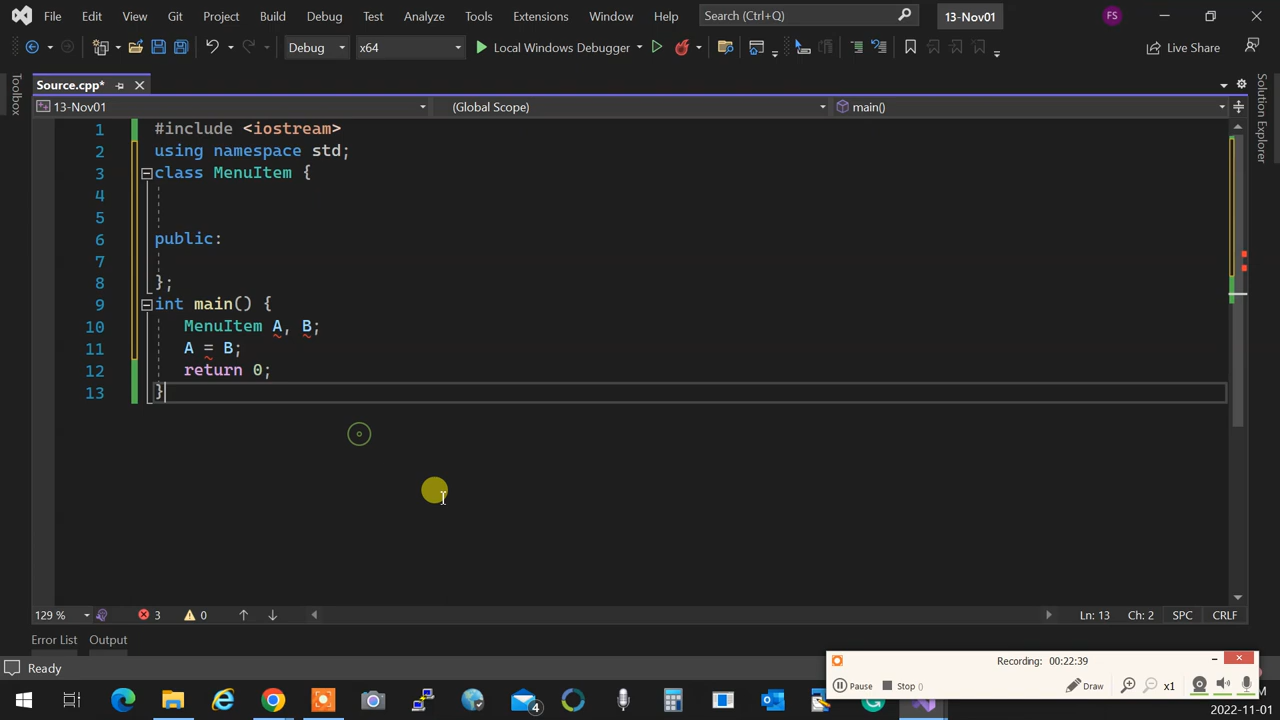 File Edit View Git Project Build Debug Test Analyze Tools Extensions Window Help Search (Ctrl+Q) 13-Nov01 FS
Debug x64 Local Windows Debugger Live Share
Toolbox
Source.cpp*
13-Nov01 (Global Scope) main()
1 #include <iostream>
2 using namespace std;
3 class MenuItem {
4
5
6 public:
7
8 };
9 int main() {
10 MenuItem A, B;
11 A = B;
12 return 0;
13 }
Solution Explorer
129 % 3 0 Ln: 13 Ch: 2 SPC CRLF
Error List Output
Ready
Recording: 00:22:39
Pause Stop () Draw x1
4
M
2022-11-01